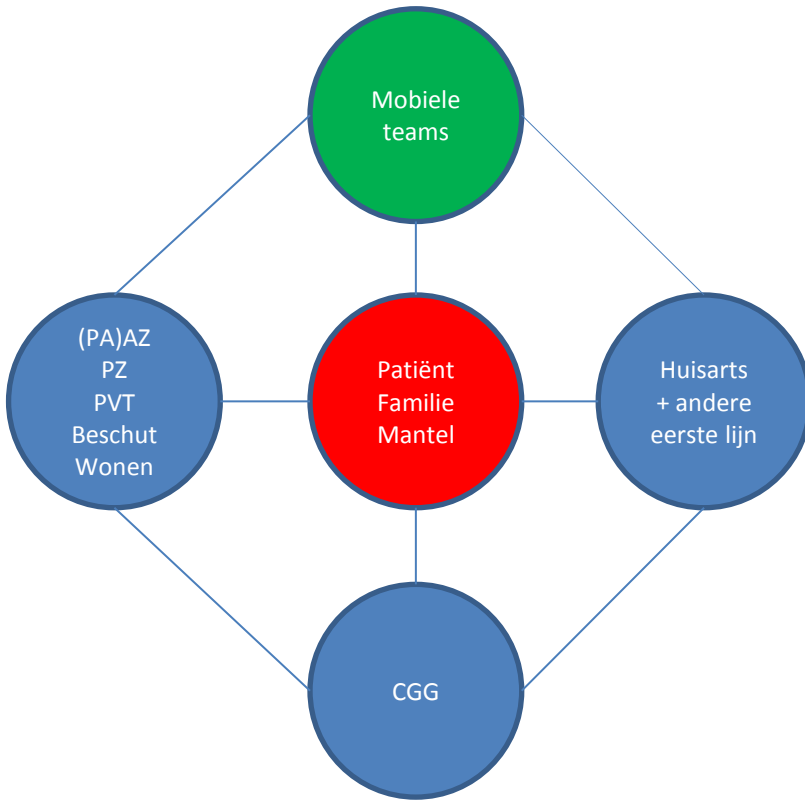 Mobiele
teams
(PA)AZ
PZ
PVT
Beschut
Wonen
Patiënt
Familie
Mantel
Huisarts
+ andere
eerste lijn
CGG